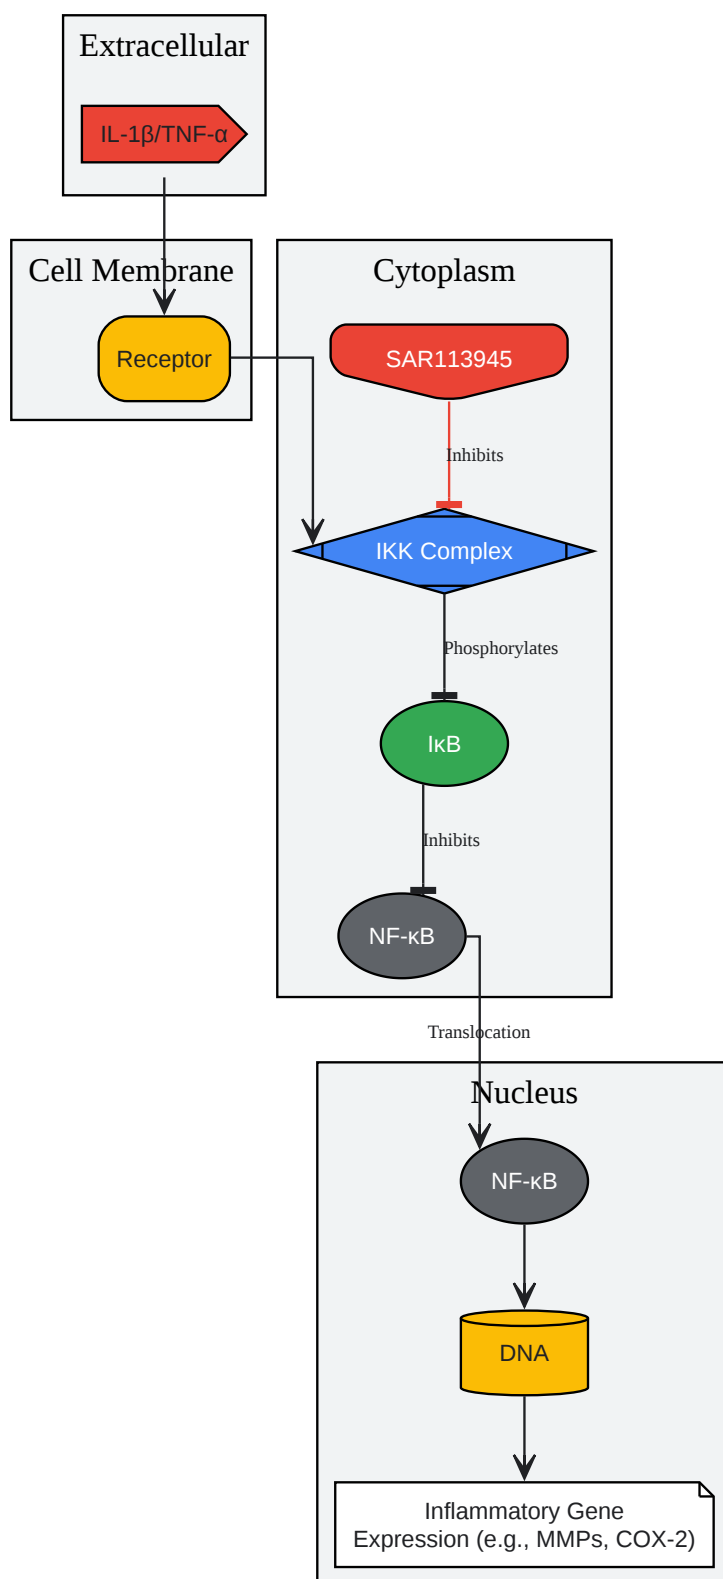 Extracellular
IL-1β/TNF-α
Cell Membrane
Receptor
Cytoplasm
SAR113945
Inhibits
IKK Complex
Phosphorylates
IκB
Inhibits
NF-κB
Translocation
Nucleus
NF-κB
DNA
Inflammatory Gene
Expression (e.g., MMPs, COX-2)